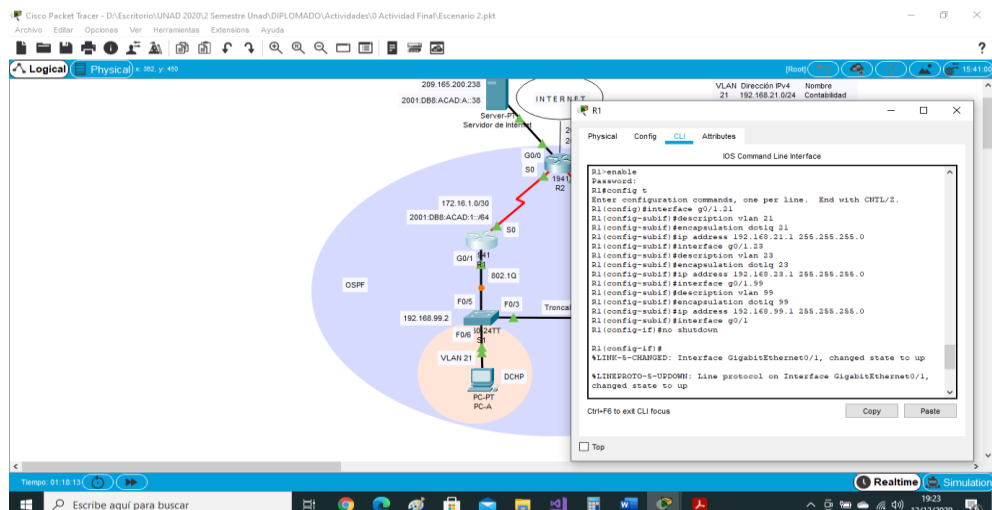 Cisco Packet Tracer - D:\Escritorio\UNAD 2020\2 Semestre Unad\DIPLOMADO\Actividades\0 Actividad Final\Escenario 2.pkt
Archivo Editar Opciones Ver Herramientas Extensions Ayuda
?
Logical Physical x: 382, y: 450 [Root] 15:41:00
209.165.200.238
2001:DB8:ACAD:A::38
INTERNET
Server-PT
Servidor de Internet
VLAN Dirección IPv4 Nombre
21 192.168.21.0/24 Contabilidad
G0/0
S0
1941
R2
172.16.1.0/30
2001:DB8:ACAD:1::/64
S0
G0/1
R1
802.1Q
OSPF
F0/5
F0/3
Troncal
192.168.99.2
F0/6
24TT
S1
VLAN 21
DCHP
PC-PT
PC-A
R1
Physical Config CLI Attributes
IOS Command Line Interface
R1>enable
Password:
R1#config t
Enter configuration commands, one per line. End with CNTL/Z.
R1(config)#interface g0/1.21
R1(config-subif)#description vlan 21
R1(config-subif)#encapsulation dot1q 21
R1(config-subif)#ip address 192.168.21.1 255.255.255.0
R1(config-subif)#interface g0/1.23
R1(config-subif)#description vlan 23
R1(config-subif)#encapsulation dot1q 23
R1(config-subif)#ip address 192.168.23.1 255.255.255.0
R1(config-subif)#interface g0/1.99
R1(config-subif)#description vlan 99
R1(config-subif)#encapsulation dot1q 99
R1(config-subif)#ip address 192.168.99.1 255.255.255.0
R1(config-subif)#interface g0/1
R1(config-if)#no shutdown
R1(config-if)#
%LINK-5-CHANGED: Interface GigabitEthernet0/1, changed state to up
%LINEPROTO-5-UPDOWN: Line protocol on Interface GigabitEthernet0/1,
changed state to up
Ctrl+F6 to exit CLI focus
Copy Paste
Top
Tiempo: 01:18:13
Realtime Simulation
Escribe aquí para buscar
19:23